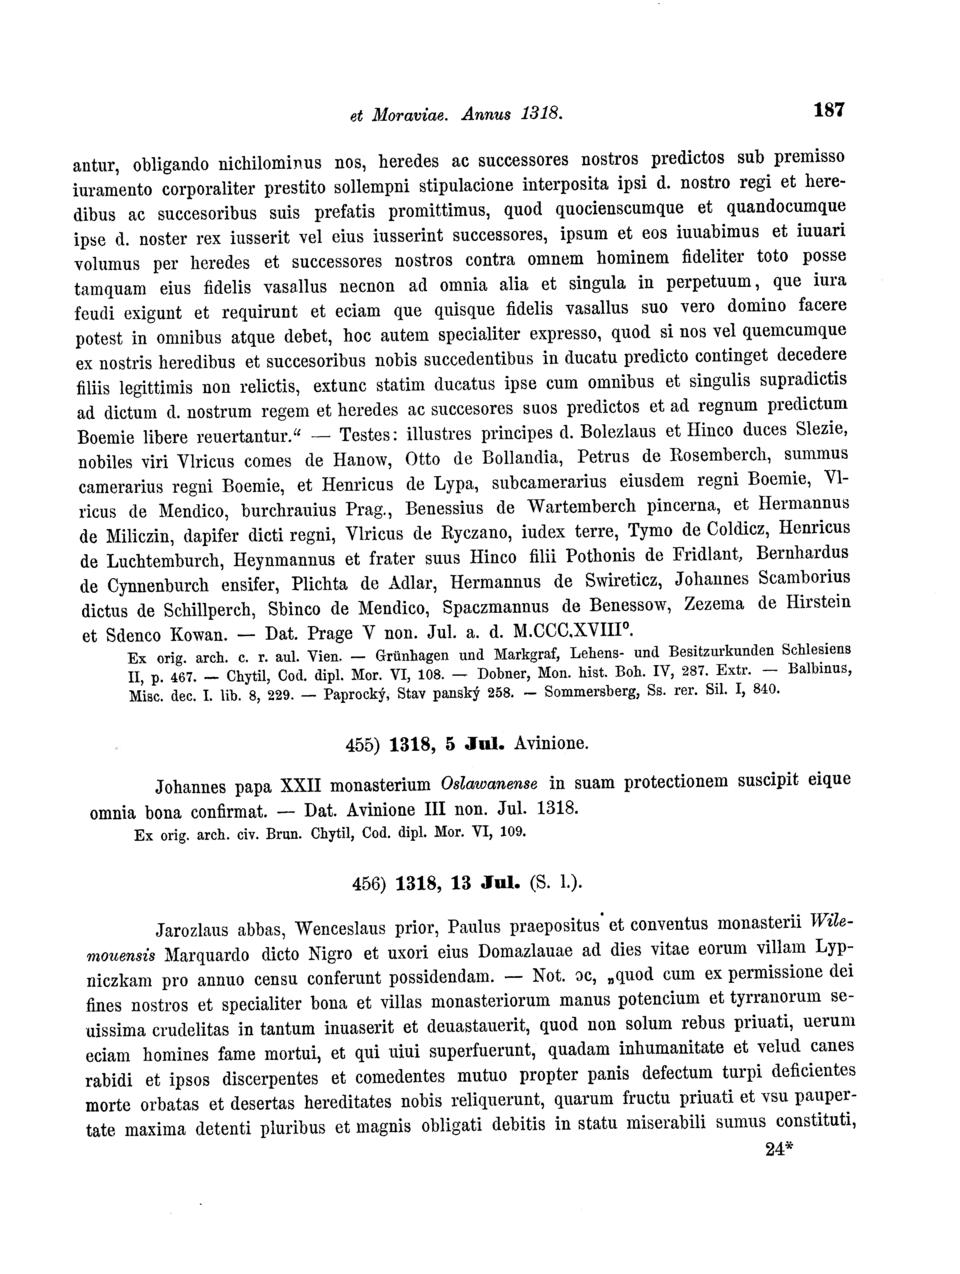 et Moraviae. Annus 1318. 187
antur, obligando nichilominus nos, heredes ac successores nostros predictos sub premisso
iuramento corporaliter prestito sollempni stipulacione interposita ipsi d. nostro regi et here-
dibus ac succesoribus suis prefatis promittimus, quod quocienscumque et quandocumque
ipse d. noster rex iusserit vel eius iusserint successores, ipsum et eos iuuabimus et iuuari
volumus per heredes et successores nostros contra omnem hominem fideliter toto posse
tamquam eius fidelis vasallus necnon ad omnia alia et singula in perpetuum, que iura
feudi exigunt et requirunt et eciam que quisque fidelis vasallus suo vero domino facere
potest in omnibus atque debet, hoc autem specialiter expresso, quod si nos vel quemcumque
ex nostris heredibus et succesoribus nobis succedentibus in ducatu predicto continget decedere
filiis legittimis non relictis, extunc statim ducatus ipse cum omnibus et singulis supradictis
ad dictum d. nostrum regem et heredes ac succesores suos predictos et ad regnum predictum
Boemie libere reuertantur.“ — Testes: illustres principes d. Bolezlaus et Hinco duces Slezie,
nobiles viri Vlricus comes de Hanow, Otto de Bollandia, Petrus de Rosemberch, summus
camerarius regni Boemie, et Henricus de Lypa, subcamerarius eiusdem regni Boemie, Vl-
ricus de Mendico, burchrauius Prag., Benessius de Wartemberch pincerna, et Hermannus
de Miliczin, dapifer dicti regni, Vlricus de Ryczano, iudex terre, Tymo de Coldicz, Henricus
de Luchtemburch, Heynmannus et frater suus Hinco filii Pothonis de Fridlant, Bernhardus
de Cynnenburch ensifer, Plichta de Adlar, Hermannus de Swireticz, Johannes Scamborius
dictus de Schillperch, Sbinco de Mendico, Spaczmannus de Benessow, Zezema de Hirstein
et Sdenco Kowan. — Dat. Prage V non. Jul. a. d. M.CCC.XVIII⁰.
Ex orig. arch. c. r. aul. Vien. — Grünhagen und Markgraf, Lehens- und Besitzurkunden Schlesiens
II, p. 467. — Chytil, Cod. dipl. Mor. VI, 108. — Dobner, Mon. hist. Boh. IV, 287. Extr. — Balbinus,
Misc. dec. I. lib. 8, 229. — Paprocký, Stav panský 258. — Sommersberg, Ss. rer. Sil. I, 840.
455) 1318, 5 Jul. Avinione.
Johannes papa XXII monasterium Oslawanense in suam protectionem suscipit eique
omnia bona confirmat. — Dat. Avinione III non. Jul. 1318.
Ex orig. arch. civ. Brun. Chytil, Cod. dipl. Mor. VI, 109.
456) 1318, 13 Jul. (S. l.).
Jarozlaus abbas, Wenceslaus prior, Paulus praepositus et conventus monasterii Wile-
mouensis Marquardo dicto Nigro et uxori eius Domazlauae ad dies vitae eorum villam Lyp-
niczkam pro annuo censu conferunt possidendam. — Not. ɔc, „quod cum ex permissione dei
fines nostros et specialiter bona et villas monasteriorum manus potencium et tyrranorum se-
uissima crudelitas in tantum inuaserit et deuastauerit, quod non solum rebus priuati, uerum
eciam homines fame mortui, et qui uiui superfuerunt, quadam inhumanitate et velud canes
rabidi et ipsos discerpentes et comedentes mutuo propter panis defectum turpi deficientes
morte orbatas et desertas hereditates nobis reliquerunt, quarum fructu priuati et vsu pauper-
tate maxima detenti pluribus et magnis obligati debitis in statu miserabili sumus constituti,
24*